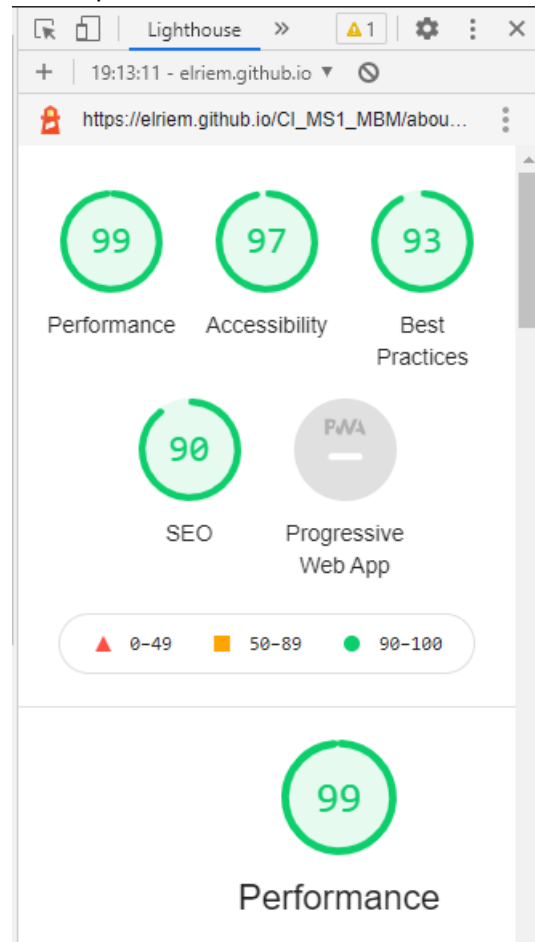 Lighthouse » 1
+ 19:13:11 - elriem.github.io ▼
https://elriem.github.io/CI_MS1_MBM/abou…
99 97 93
Performance Accessibility Best
Practices
90 PWA
SEO Progressive
Web App
0–49 50–89 90–100
99
Performance